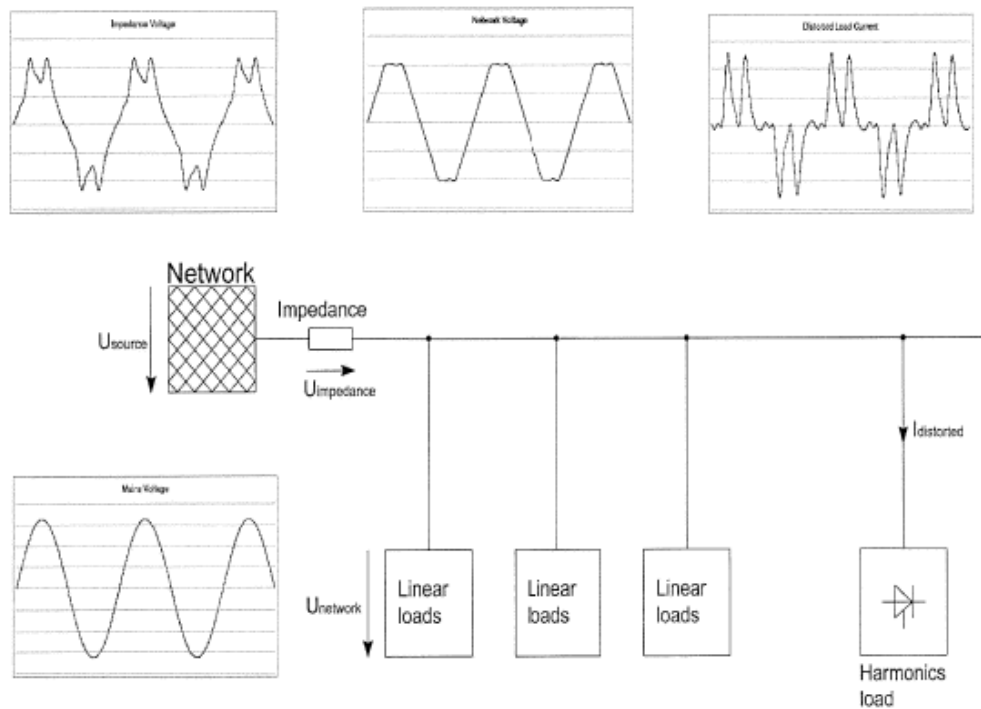 Impedance Voltage
Network Voltage
Distorted Load Current
Network
Impedance
Usource
Uimpedance
Idistorted
Mains Voltage
Unetwork
Linear
loads
Linear
loads
Linear
loads
Harmonics
load